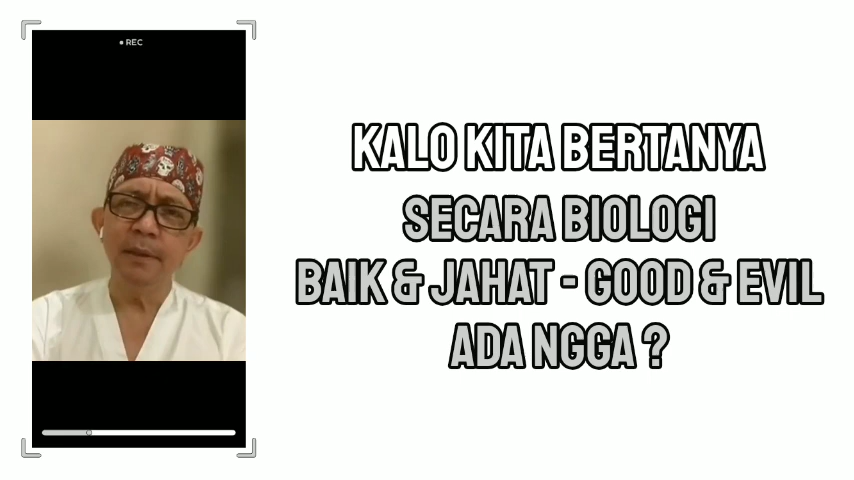 REC
KALO KITA BERTANYA
SECARA BIOLOGI
BAIK & JAHAT - GOOD & EVIL
ADA NGGA ?